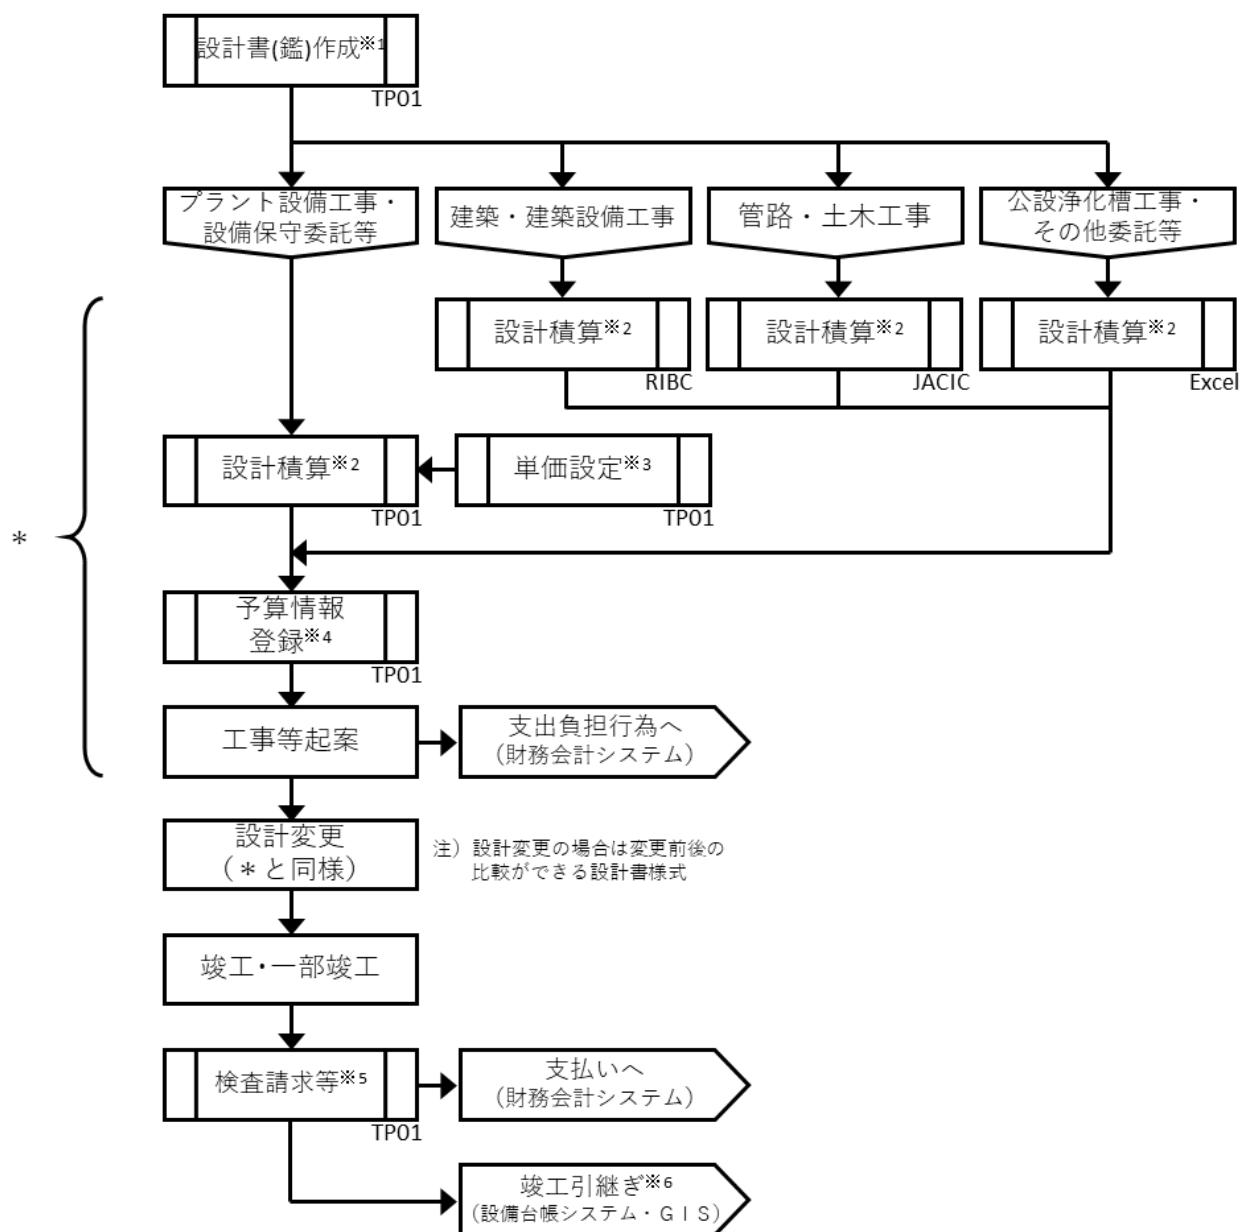 設計書(鑑)作成※1
TP01
プラント設備工事・
設備保守委託等
建築・建築設備工事
管路・土木工事
公設浄化槽工事・
その他委託等
設計積算※2
RIBC
設計積算※2
JACIC
設計積算※2
Excel
設計積算※2
TP01
単価設定※3
TP01
＊
予算情報
登録※4
TP01
工事等起案
支出負担行為へ
（財務会計システム）
設計変更
（＊と同様）
注）設計変更の場合は変更前後の
比較ができる設計書様式
竣工・一部竣工
検査請求等※5
TP01
支払いへ
（財務会計システム）
竣工引継ぎ※6
（設備台帳システム・ＧＩＳ）